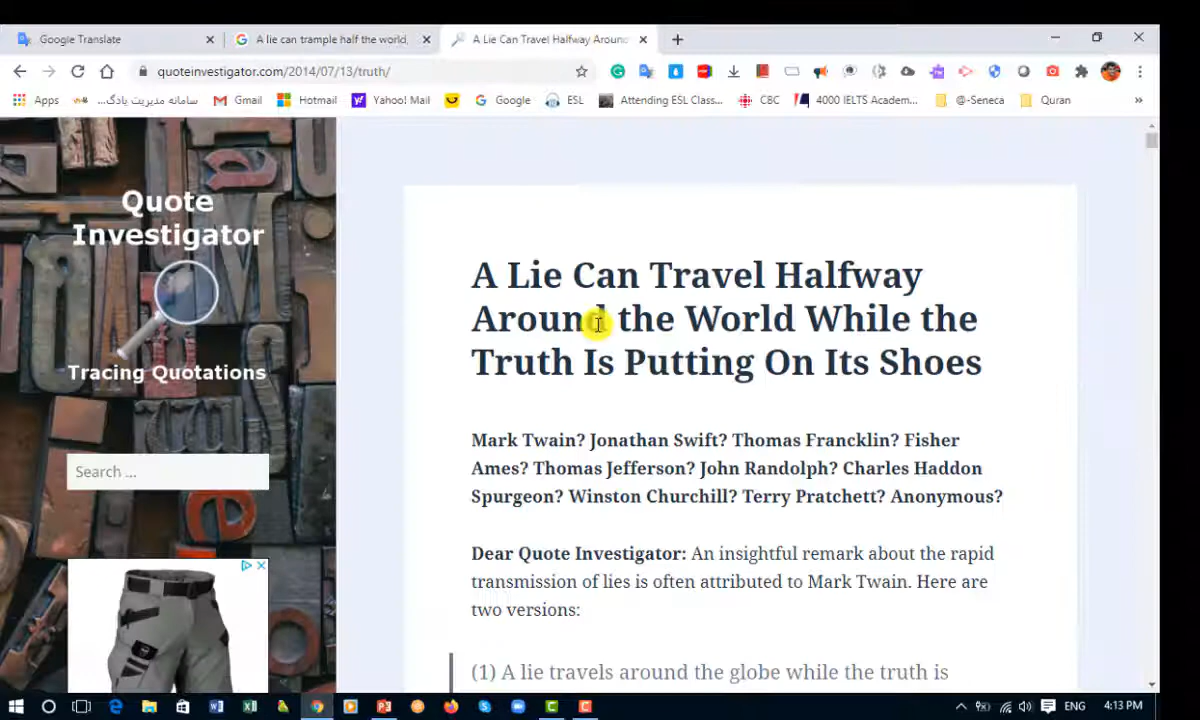 Google Translate
A lie can trample half the world,
A Lie Can Travel Halfway Around
quoteinvestigator.com/2014/07/13/truth/
Apps
سامانه مدیریت یادگ...
Gmail
Hotmail
Yahoo! Mail
Google
ESL
Attending ESL Class...
CBC
4000 IELTS Academ...
@-Seneca
Quran
»
Quote
Investigator
Tracing Quotations
Search ...
A Lie Can Travel Halfway
Around the World While the
Truth Is Putting On Its Shoes
Mark Twain? Jonathan Swift? Thomas Francklin? Fisher
Ames? Thomas Jefferson? John Randolph? Charles Haddon
Spurgeon? Winston Churchill? Terry Pratchett? Anonymous?
Dear Quote Investigator: An insightful remark about the rapid
transmission of lies is often attributed to Mark Twain. Here are
two versions:
(1) A lie travels around the globe while the truth is
ENG
4:13 PM